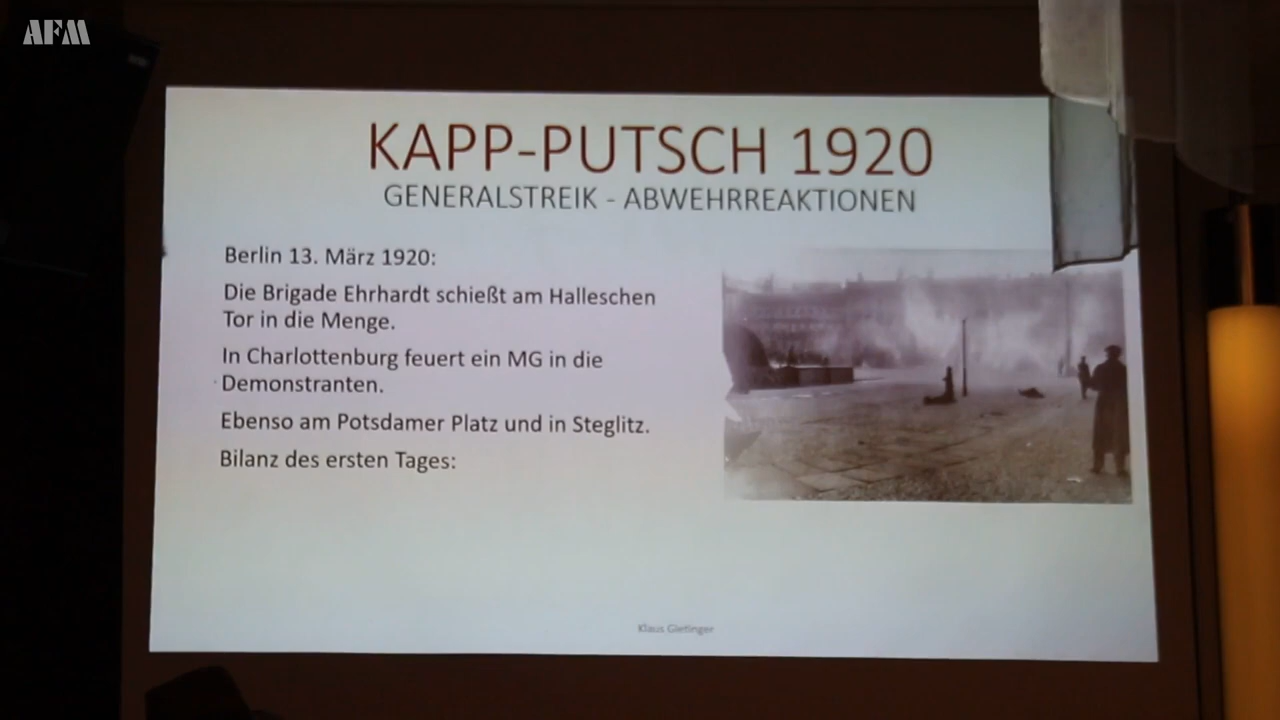 AFM
KAPP-PUTSCH 1920
GENERALSTREIK - ABWEHRREAKTIONEN
Berlin 13. März 1920:
Die Brigade Ehrhardt schießt am Halleschen
Tor in die Menge.
In Charlottenburg feuert ein MG in die
Demonstranten.
Ebenso am Potsdamer Platz und in Steglitz.
Bilanz des ersten Tages:
Klaus Gietinger